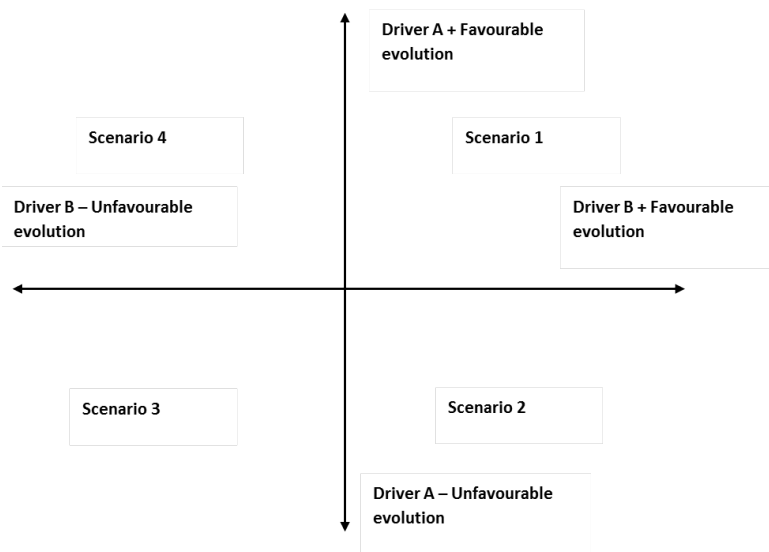 Driver A + Favourable
evolution
Scenario 4
Scenario 1
Driver B – Unfavourable
evolution
Driver B + Favourable
evolution
Scenario 3
Scenario 2
Driver A – Unfavourable
evolution